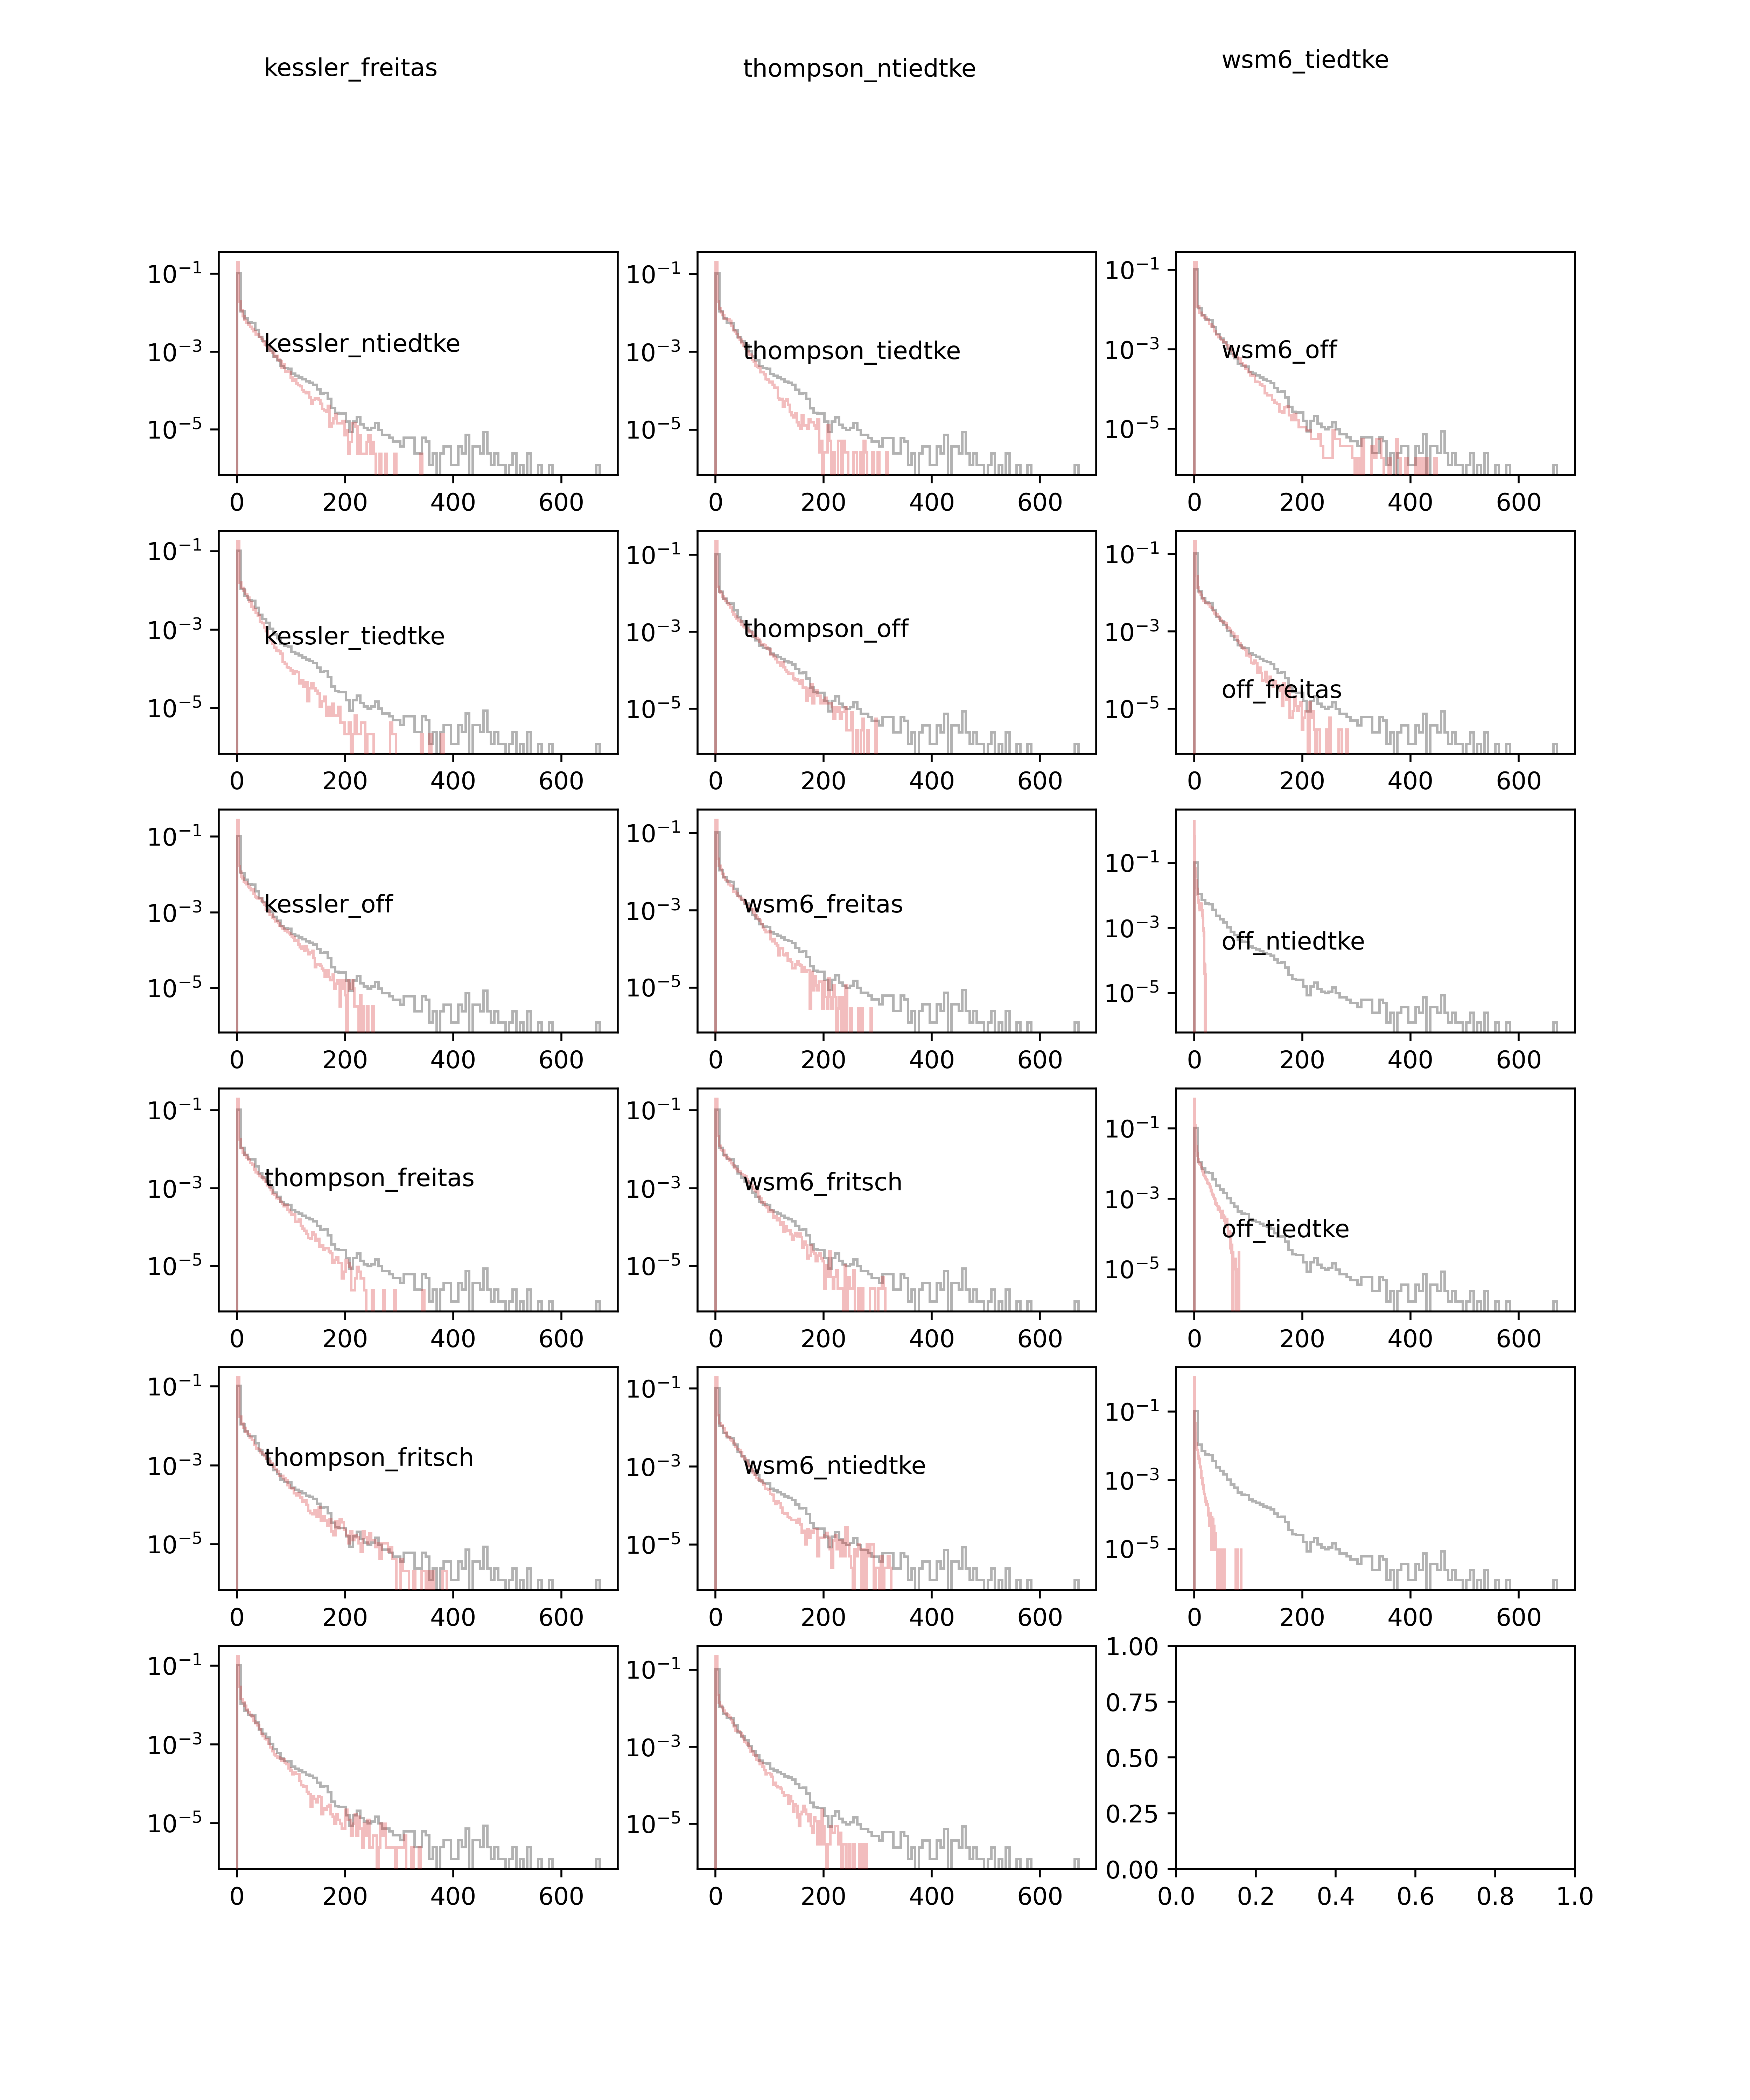 kessler_freitas thompson_ntiedtke wsm6_tiedtke
10⁻¹ 10⁻¹ 10⁻¹
kessler_ntiedtke thompson_tiedtke wsm6_off
10⁻³ 10⁻³ 10⁻³
10⁻⁵ 10⁻⁵ 10⁻⁵
0 200 400 600 0 200 400 600 0 200 400 600
10⁻¹ 10⁻¹ 10⁻¹
kessler_tiedtke thompson_off
10⁻³ 10⁻³ 10⁻³
off_freitas
10⁻⁵ 10⁻⁵ 10⁻⁵
0 200 400 600 0 200 400 600 0 200 400 600
10⁻¹ 10⁻¹ 10⁻¹
kessler_off wsm6_freitas
10⁻³ 10⁻³ 10⁻³
off_ntiedtke
10⁻⁵ 10⁻⁵ 10⁻⁵
0 200 400 600 0 200 400 600 0 200 400 600
10⁻¹ 10⁻¹ 10⁻¹
thompson_freitas wsm6_fritsch
10⁻³ 10⁻³ 10⁻³
off_tiedtke
10⁻⁵ 10⁻⁵ 10⁻⁵
0 200 400 600 0 200 400 600 0 200 400 600
10⁻¹ 10⁻¹ 10⁻¹
thompson_fritsch wsm6_ntiedtke
10⁻³ 10⁻³ 10⁻³
10⁻⁵ 10⁻⁵ 10⁻⁵
0 200 400 600 0 200 400 600 0 200 400 600
10⁻¹ 10⁻¹ 1.00
0.75
10⁻³ 10⁻³ 0.50
10⁻⁵ 10⁻⁵ 0.25
0.00
0 200 400 600 0 200 400 600 0.0 0.2 0.4 0.6 0.8 1.0